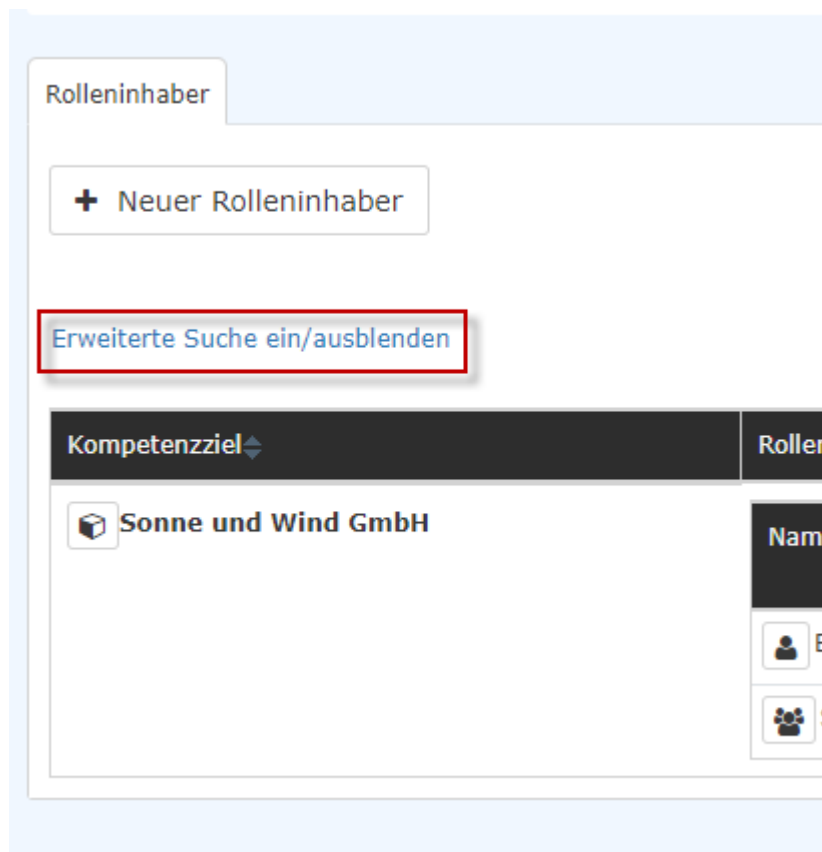 Rolleninhaber
+ Neuer Rolleninhaber
Erweiterte Suche ein/ausblenden
Kompetenzziel
Sonne und Wind GmbH